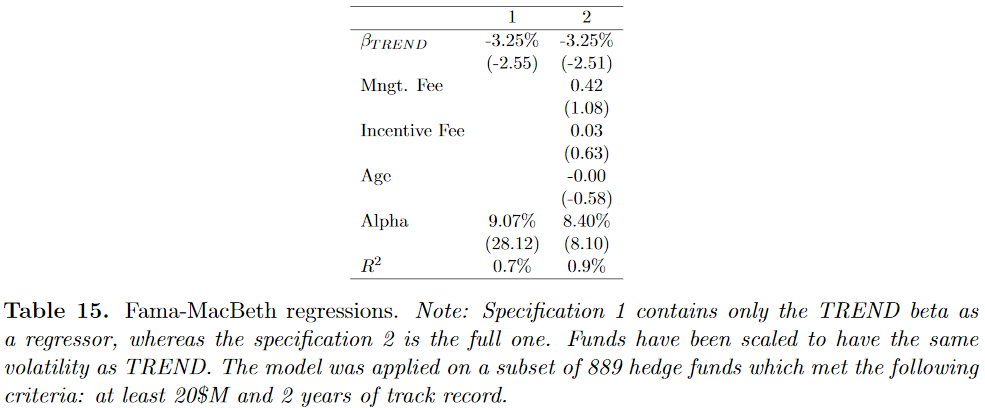 1 2
βTREND -3.25% -3.25%
(-2.55) (-2.51)
Mngt. Fee 0.42
(1.08)
Incentive Fee 0.03
(0.63)
Age -0.00
(-0.58)
Alpha 9.07% 8.40%
(28.12) (8.10)
R² 0.7% 0.9%
Table 15. Fama-MacBeth regressions. Note: Specification 1 contains only the TREND beta as
a regressor, whereas the specification 2 is the full one. Funds have been scaled to have the same
volatility as TREND. The model was applied on a subset of 889 hedge funds which met the following
criteria: at least 20$M and 2 years of track record.